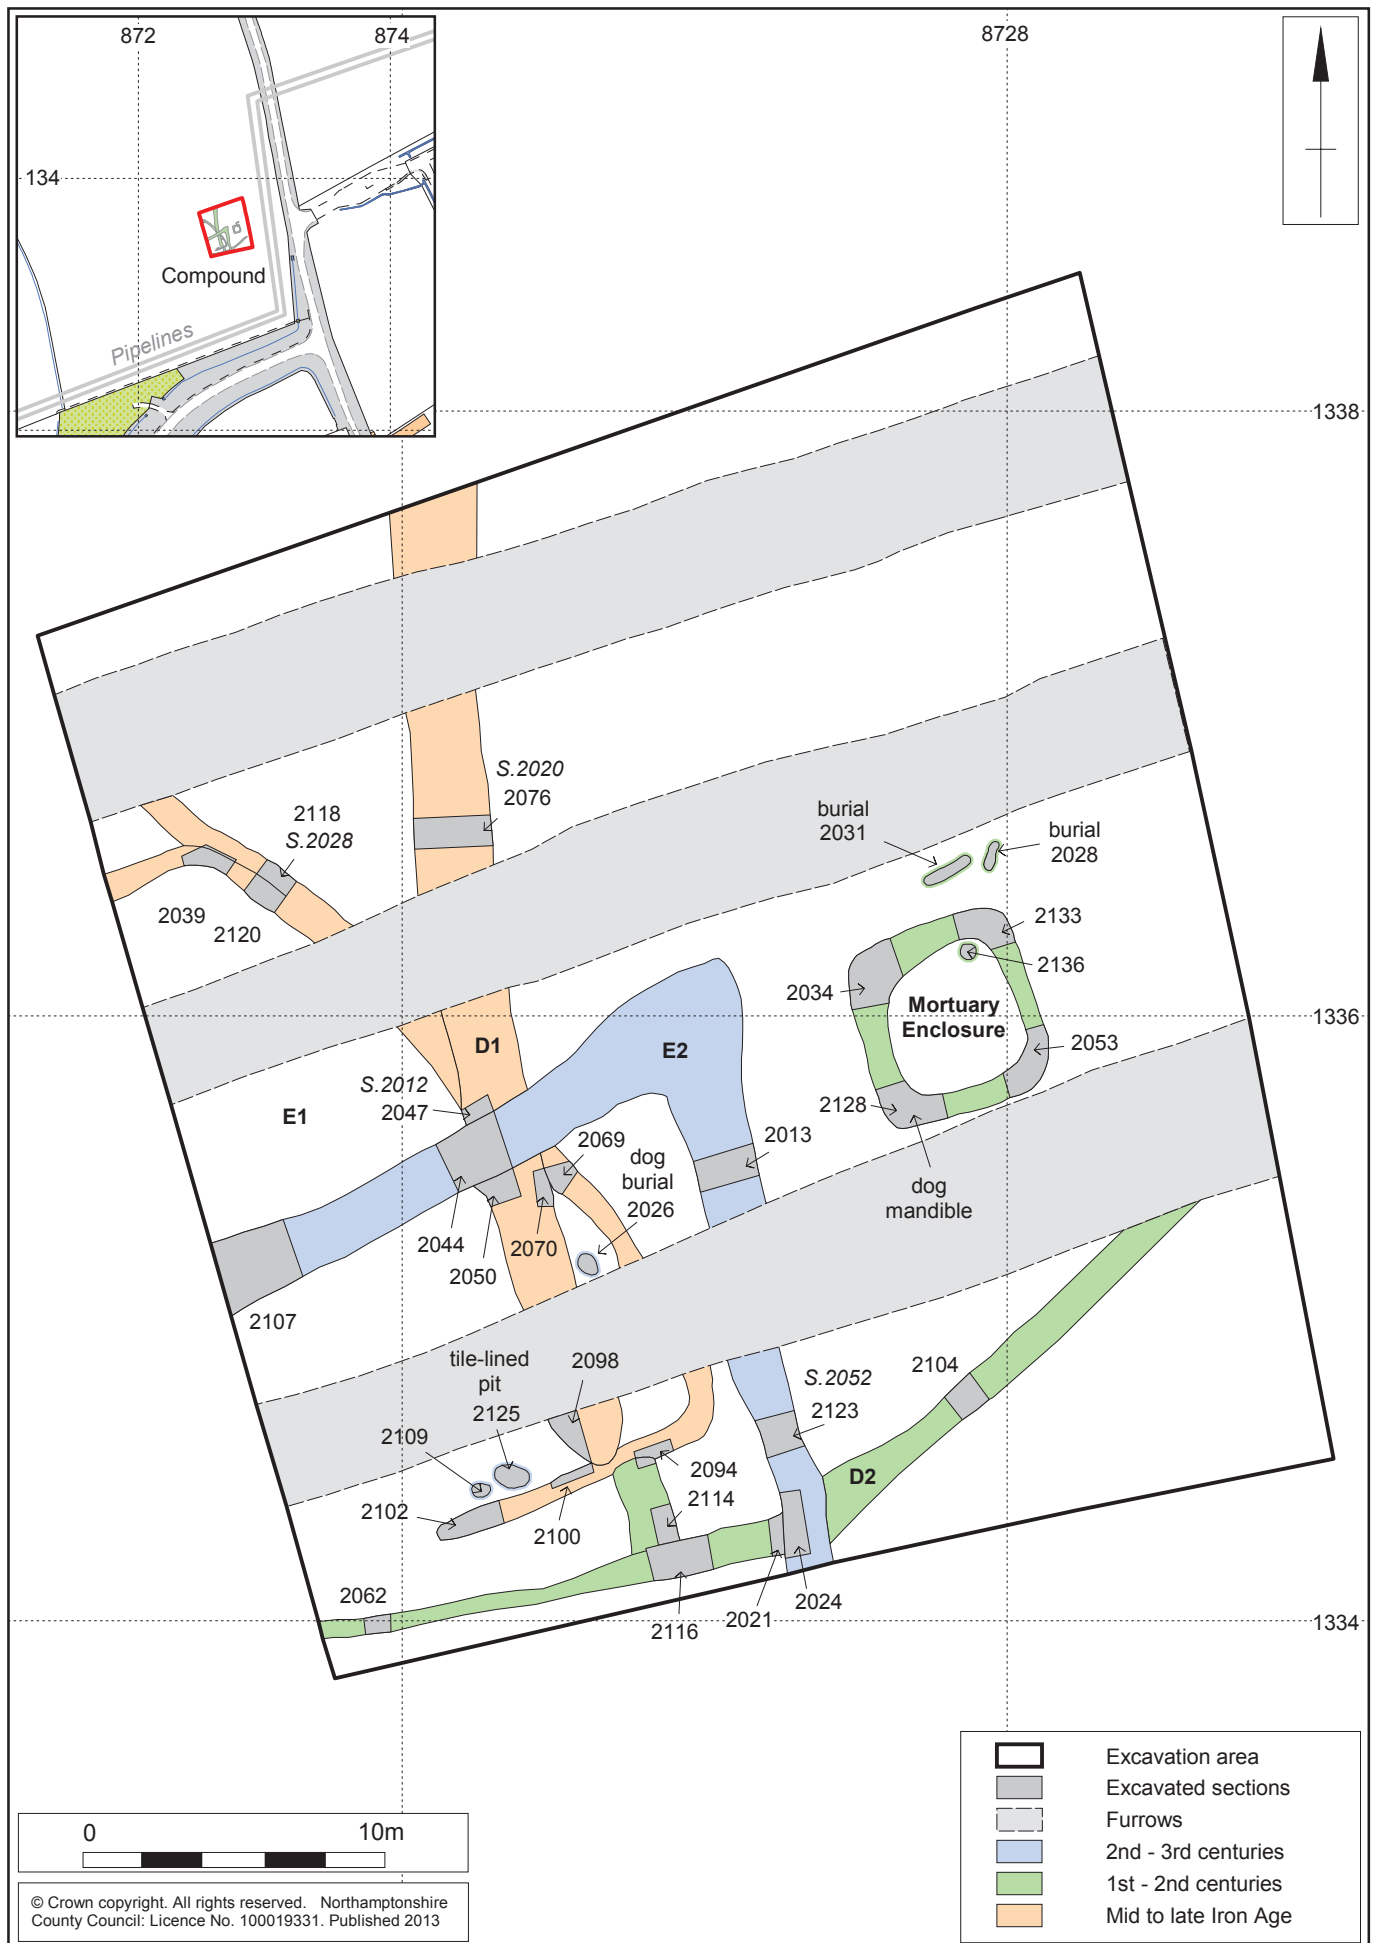 872
874
134
Compound
Pipelines
8728
1338
S.2020
2076
2118
S.2028
burial
2031
burial
2028
2039
2120
2133
2136
2034
Mortuary
Enclosure
1336
D1
E2
2053
S.2012
2047
E1
2128
2013
2069
dog
burial
2026
dog
mandible
2044
2070
2050
2107
tile-lined
pit
2125
2098
2104
S.2052
2123
2109
2094
D2
2114
2102
2100
2062
2024
2021
2116
1334
0 10m
© Crown copyright. All rights reserved. Northamptonshire
County Council: Licence No. 100019331. Published 2013
Excavation area
Excavated sections
Furrows
2nd - 3rd centuries
1st - 2nd centuries
Mid to late Iron Age